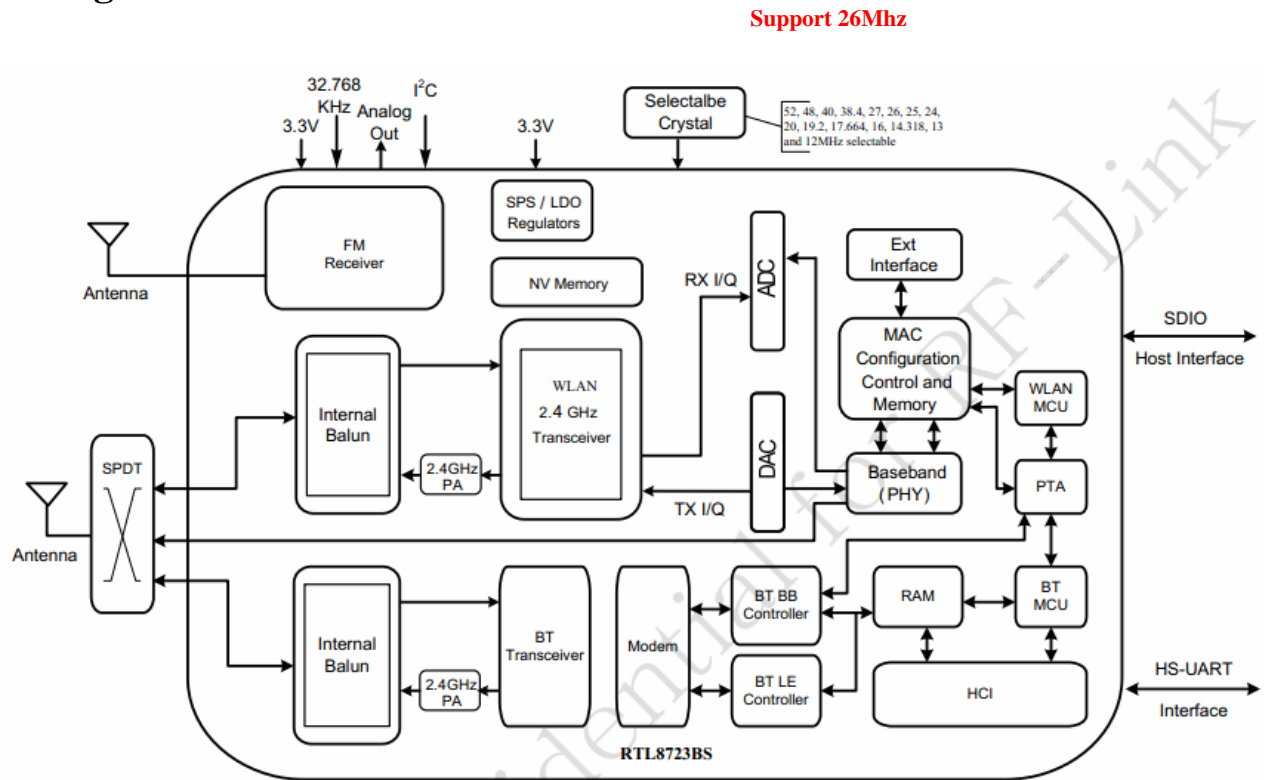 g
Support 26Mhz
32.768
KHz
I²C
Analog
Out
3.3V
3.3V
Selectalbe
Crystal
52, 48, 40, 38.4, 27, 26, 25, 24,
20, 19.2, 17.664, 16, 14.318, 13
and 12MHz selectable
SPS / LDO
Regulators
FM
Receiver
Antenna
NV Memory
RX I/Q
ADC
Ext
Interface
SDIO
Host Interface
MAC
Configuration
Control and
Memory
WLAN
MCU
Internal
Balun
WLAN
2.4 GHz
Transceiver
2.4GHz
PA
DAC
TX I/Q
Baseband
(PHY)
PTA
SPDT
Antenna
Internal
Balun
2.4GHz
PA
BT
Transceiver
Modem
BT BB
Controller
BT LE
Controller
RAM
BT
MCU
HCI
HS-UART
Interface
RTL8723BS
idential for RF-Link